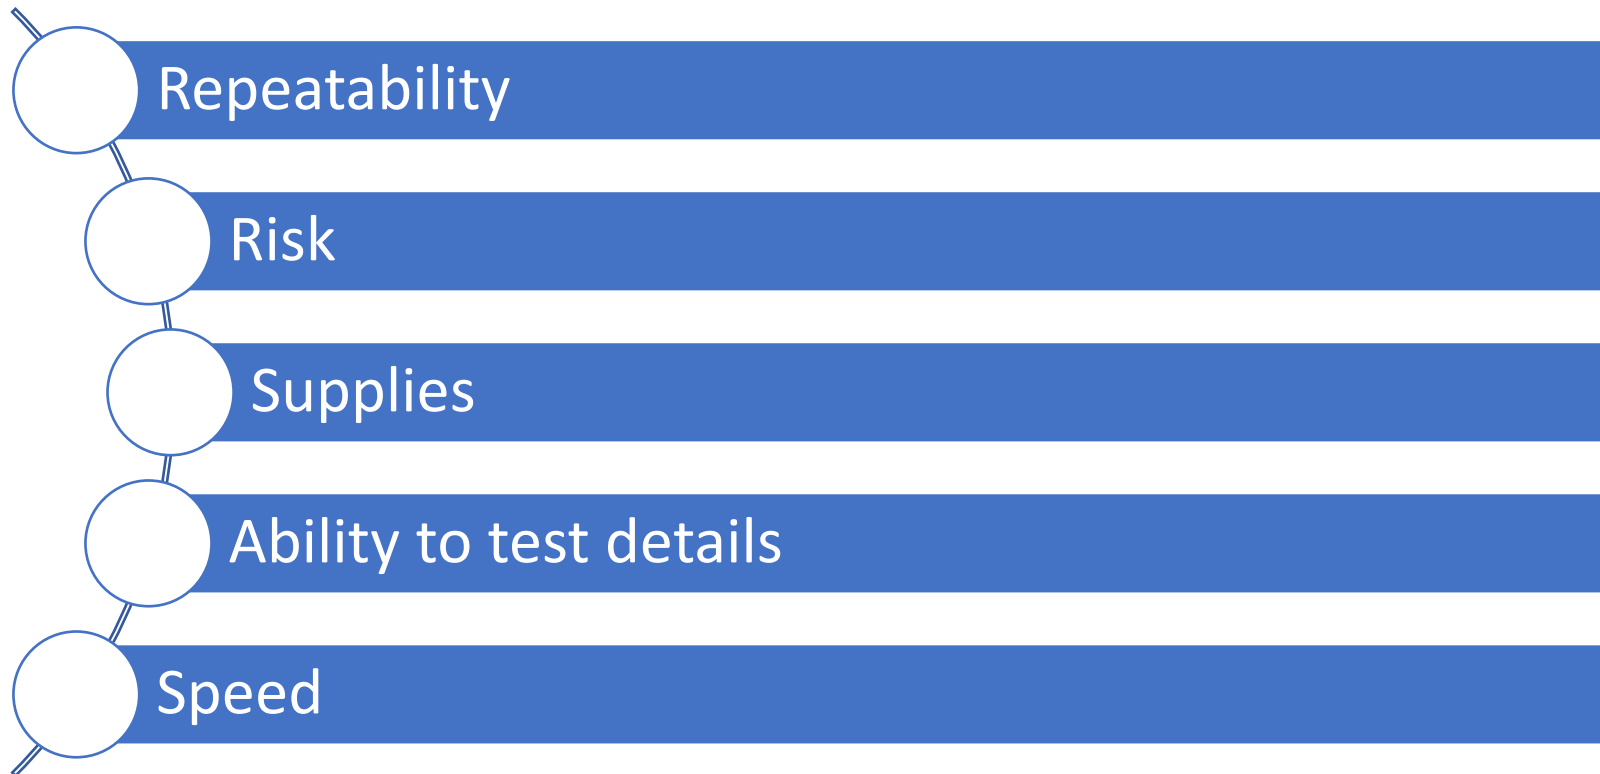 Repeatability
Risk
Supplies
Ability to test details
Speed